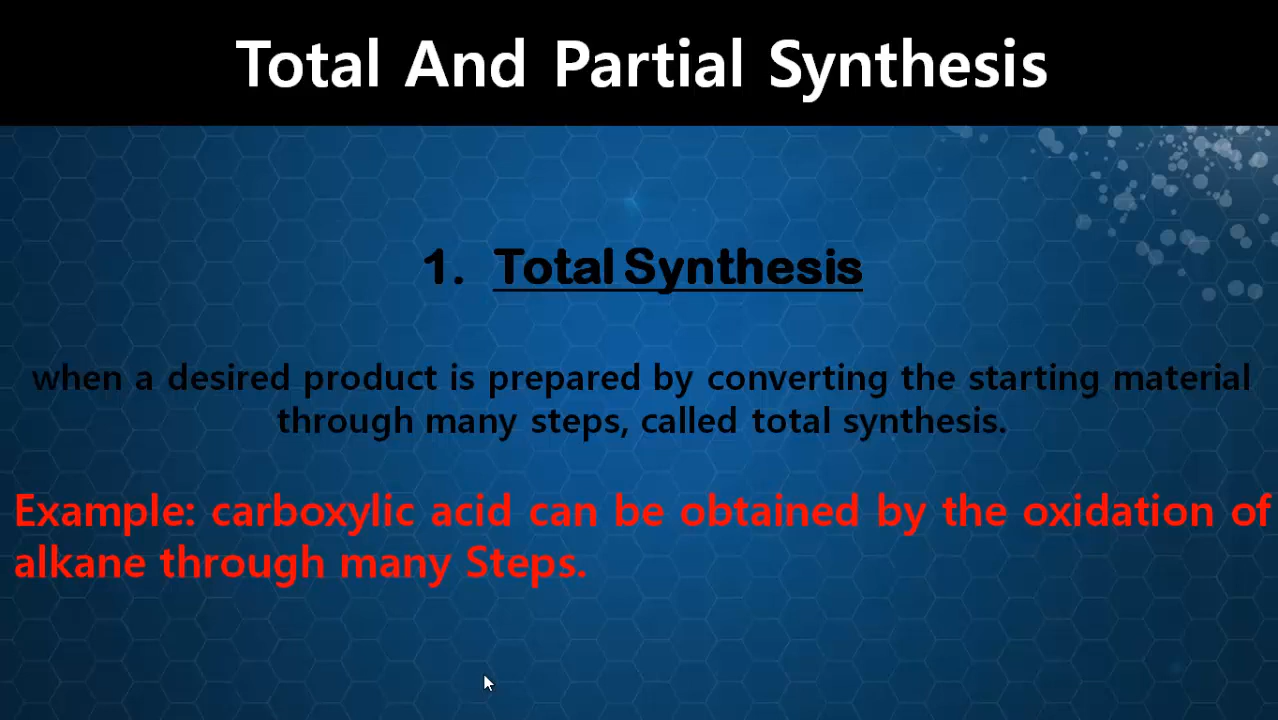 Total And Partial Synthesis
1. Total Synthesis
when a desired product is prepared by converting the starting material
through many steps, called total synthesis.
Example: carboxylic acid can be obtained by the oxidation of
alkane through many Steps.